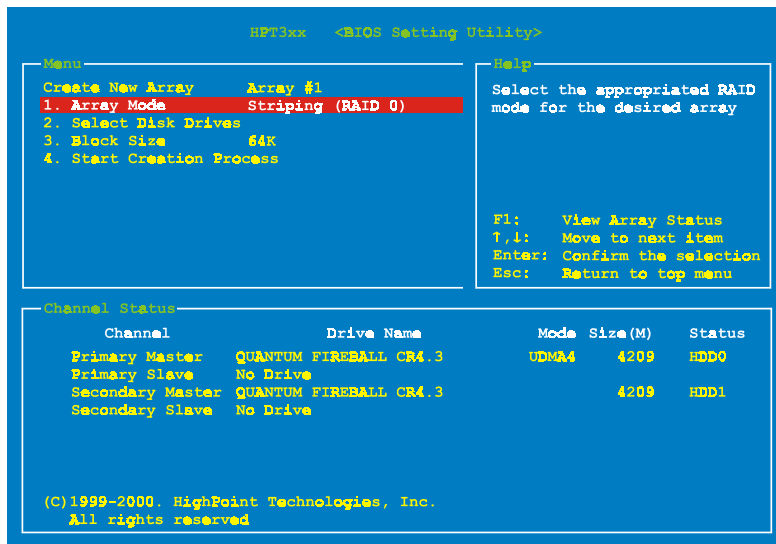 HPT3xx <BIOS Setting Utility>
Menu
Create New Array Array #1
1. Array Mode Striping (RAID 0)
2. Select Disk Drives
3. Block Size 64K
4. Start Creation Process
Help
Select the appropriated RAID
mode for the desired array
F1: View Array Status
↑,↓: Move to next item
Enter: Confirm the selection
Esc: Return to top menu
Channel Status
Channel Drive Name Mode Size(M) Status
Primary Master QUANTUM FIREBALL CR4.3 UDMA4 4209 HDD0
Primary Slave No Drive
Secondary Master QUANTUM FIREBALL CR4.3 4209 HDD1
Secondary Slave No Drive
(C)1999-2000. HighPoint Technologies, Inc.
All rights reserved